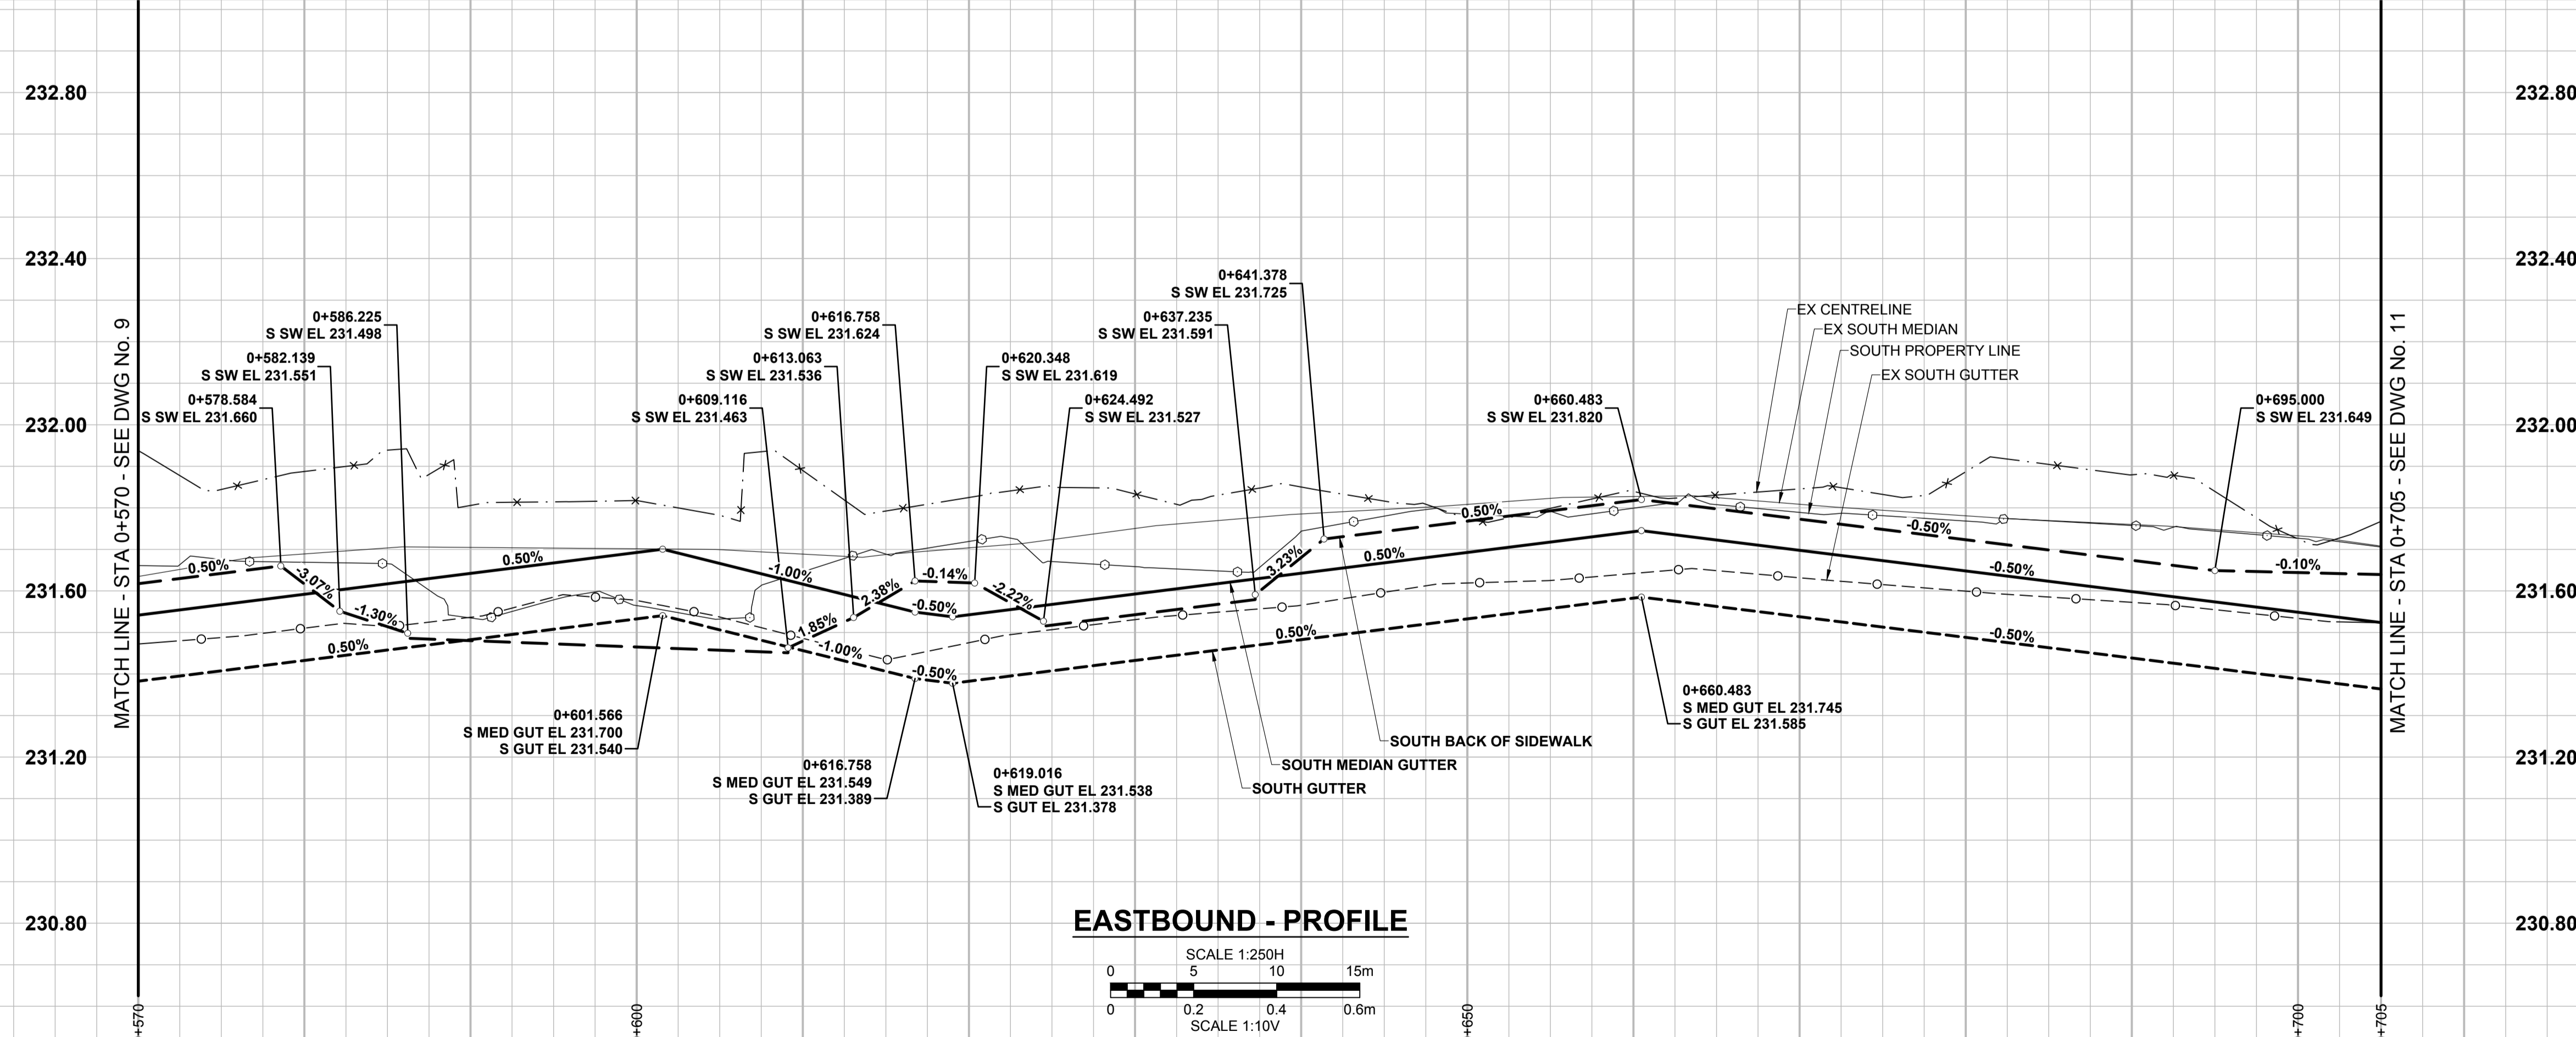 232.80
232.80
232.40
232.40
232.00
232.00
231.60
231.60
231.20
231.20
230.80
230.80
MATCH LINE - STA 0+570 - SEE DWG No. 9
MATCH LINE - STA 0+705 - SEE DWG No. 11
0+586.225
S SW EL 231.498
0+582.139
S SW EL 231.551
0+578.584
S SW EL 231.660
0+616.758
S SW EL 231.624
0+613.063
S SW EL 231.536
0+609.116
S SW EL 231.463
0+620.348
S SW EL 231.619
0+624.492
S SW EL 231.527
0+641.378
S SW EL 231.725
0+637.235
S SW EL 231.591
0+660.483
S SW EL 231.820
EX CENTRELINE
EX SOUTH MEDIAN
SOUTH PROPERTY LINE
EX SOUTH GUTTER
0+695.000
S SW EL 231.649
0.50%
-3.07%
-1.30%
0.50%
0.50%
-1.00%
1.85%
2.38%
-1.00%
-0.14%
-0.50%
-2.22%
-0.50%
3.23%
0.50%
0.50%
0.50%
-0.50%
-0.50%
-0.50%
-0.10%
0+601.566
S MED GUT EL 231.700
S GUT EL 231.540
0+616.758
S MED GUT EL 231.549
S GUT EL 231.389
0+619.016
S MED GUT EL 231.538
S GUT EL 231.378
0+660.483
S MED GUT EL 231.745
S GUT EL 231.585
SOUTH BACK OF SIDEWALK
SOUTH MEDIAN GUTTER
SOUTH GUTTER
EASTBOUND - PROFILE
SCALE 1:250H
0 5 10 15m
0 0.2 0.4 0.6m
SCALE 1:10V
+570
+600
+650
+700
+705